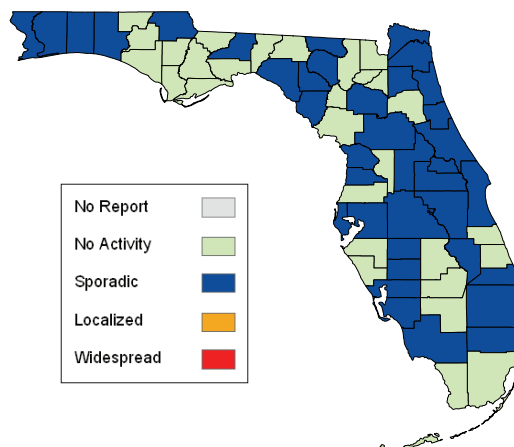 No Report
No Activity
Sporadic
Localized
Widespread